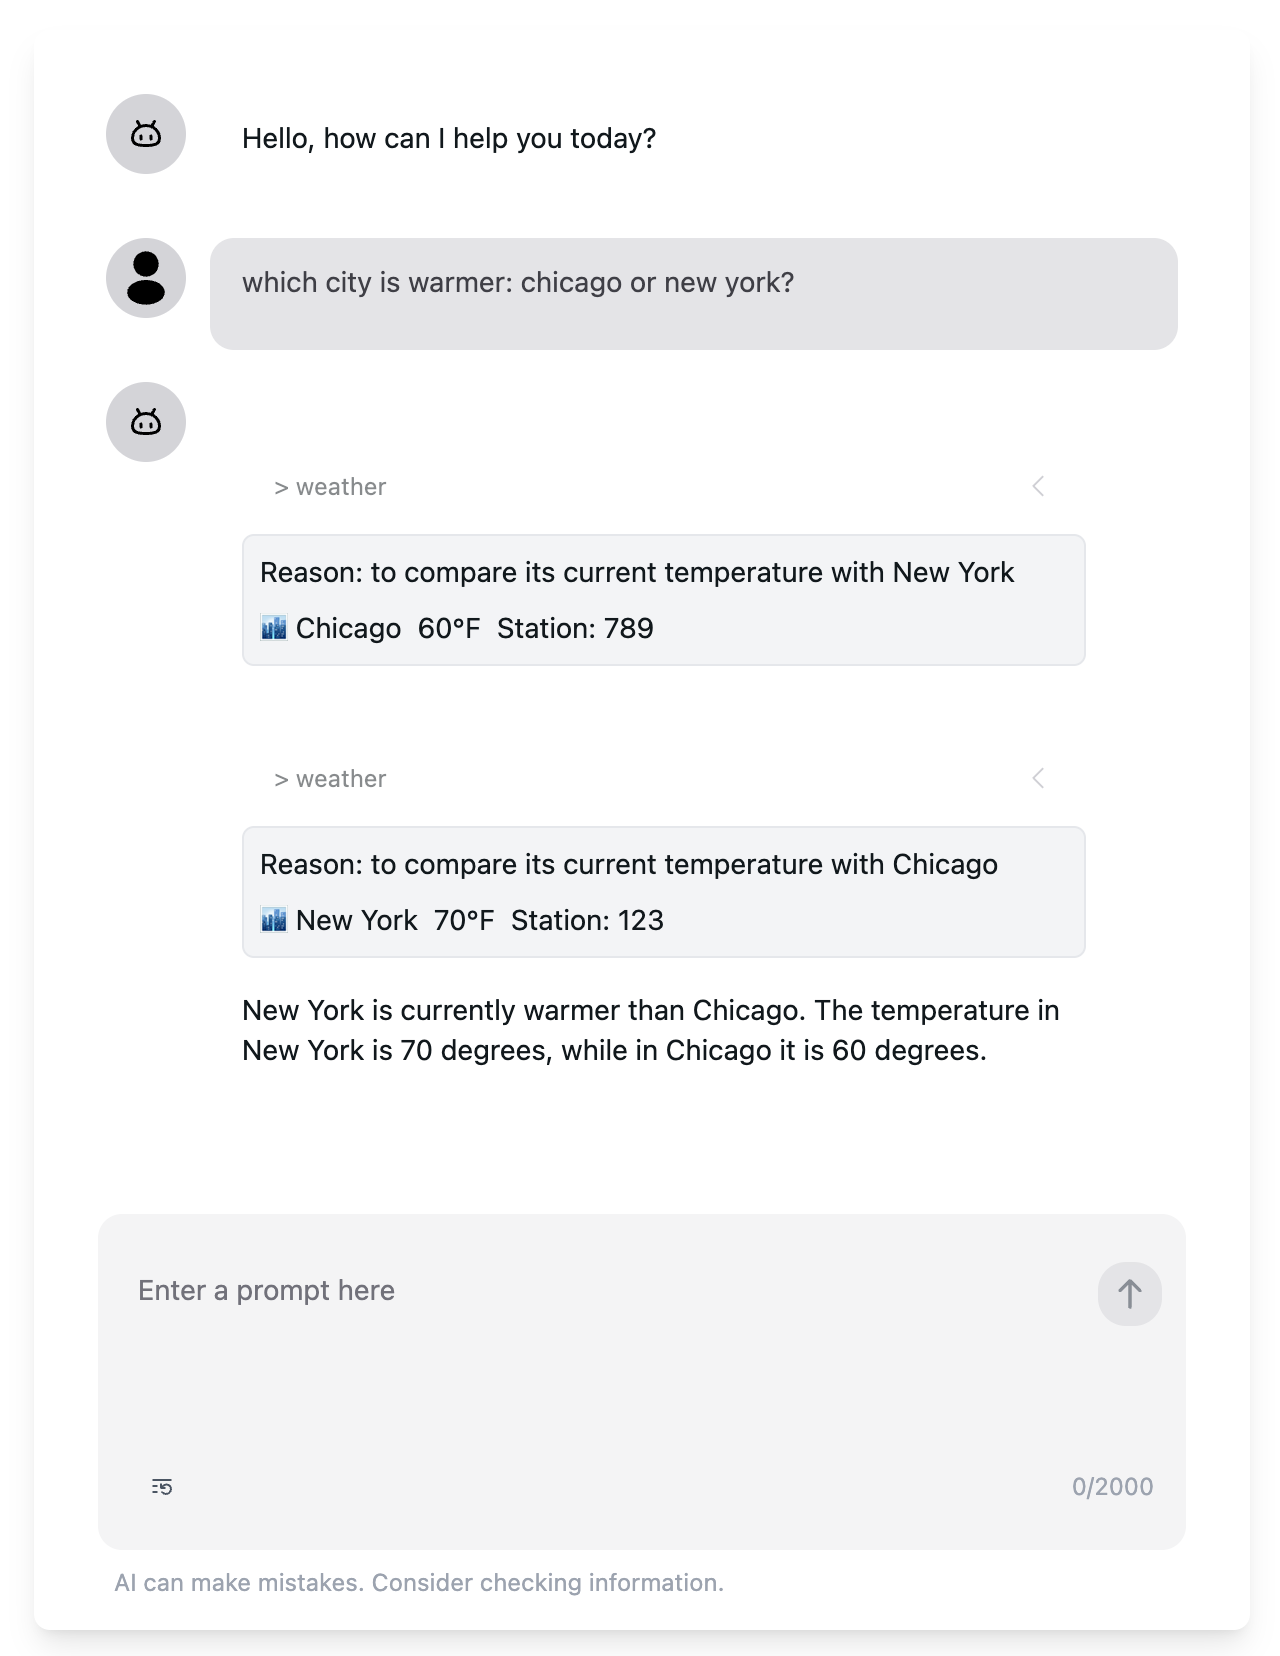 Hello, how can I help you today?
which city is warmer: chicago or new york?
> weather
Reason: to compare its current temperature with New York
Chicago 60°F Station: 789
> weather
Reason: to compare its current temperature with Chicago
New York 70°F Station: 123
New York is currently warmer than Chicago. The temperature in
New York is 70 degrees, while in Chicago it is 60 degrees.
Enter a prompt here
0/2000
AI can make mistakes. Consider checking information.